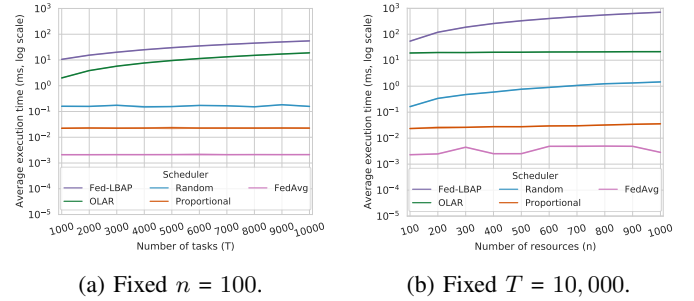 Average execution time (ms, log scale)
10³
10²
10¹
10⁰
10⁻¹
10⁻²
10⁻³
10⁻⁴
10⁻⁵
Scheduler
Fed-LBAP Random FedAvg
OLAR Proportional
1000 2000 3000 4000 5000 6000 7000 8000 9000 10000
Number of tasks (T)
(a) Fixed n = 100.
Average execution time (ms, log scale)
10³
10²
10¹
10⁰
10⁻¹
10⁻²
10⁻³
10⁻⁴
10⁻⁵
Scheduler
Fed-LBAP Random FedAvg
OLAR Proportional
100 200 300 400 500 600 700 800 900 1000
Number of resources (n)
(b) Fixed T = 10,000.